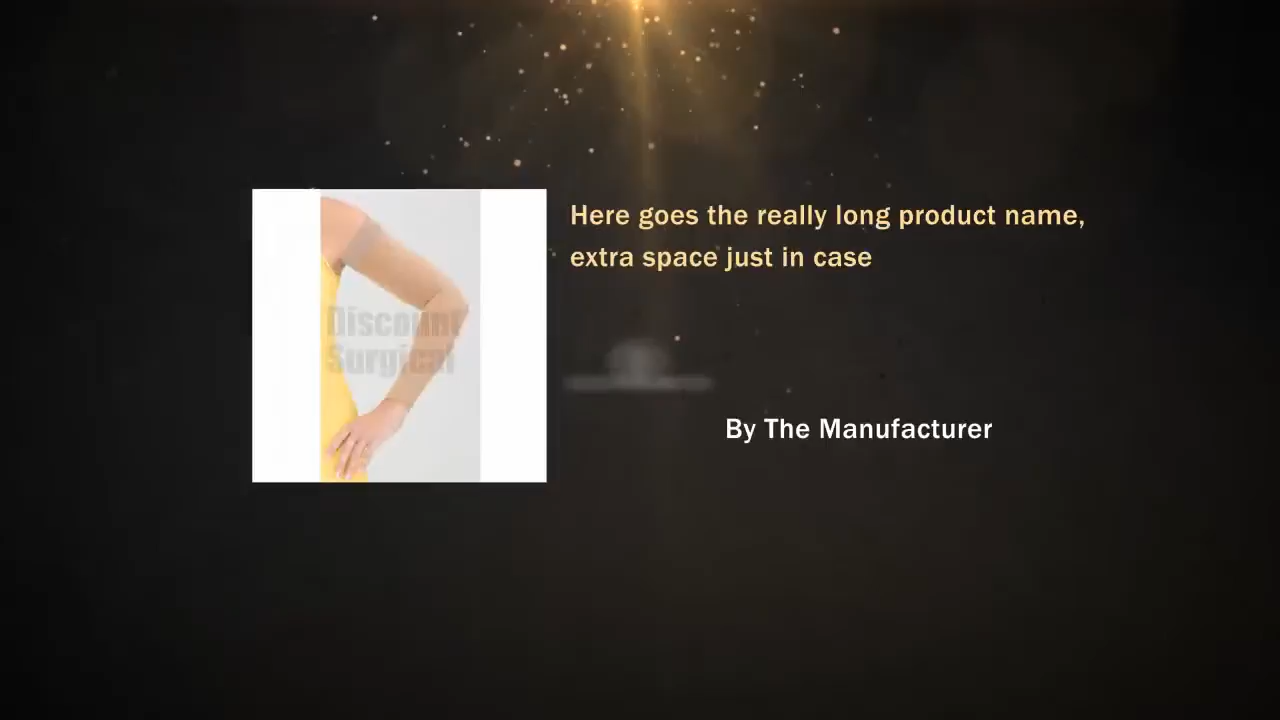 Here goes the really long product name,
extra space just in case
Discount
Surgical
By The Manufacturer